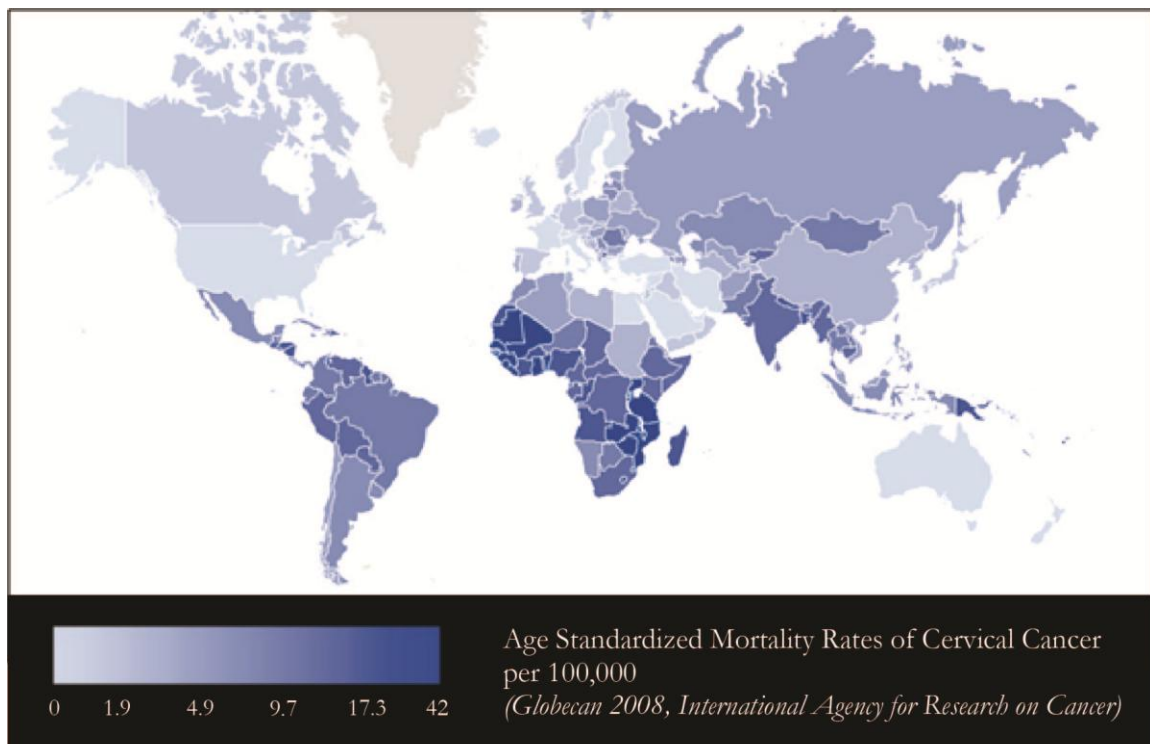 Age Standardized Mortality Rates of Cervical Cancer
per 100,000
(Globecan 2008, International Agency for Research on Cancer)
0 1.9 4.9 9.7 17.3 42